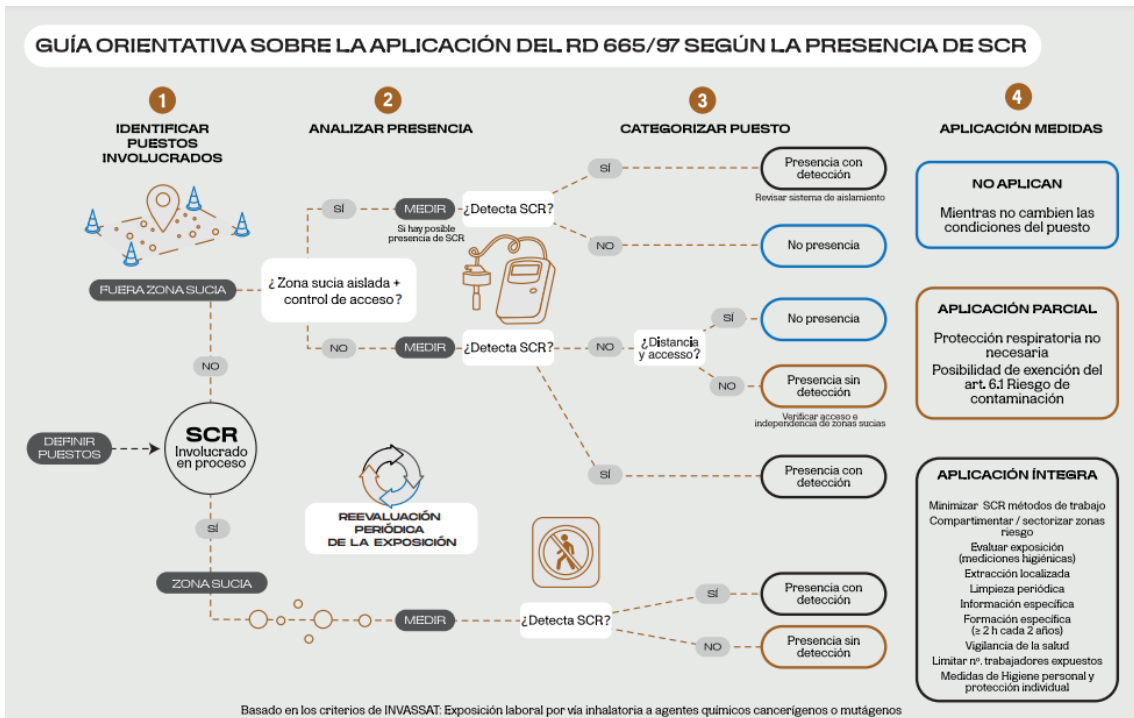 GUÍA ORIENTATIVA SOBRE LA APLICACIÓN DEL RD 665/97 SEGÚN LA PRESENCIA DE SCR
1
IDENTIFICAR
PUESTOS
INVOLUCRADOS
2
ANALIZAR PRESENCIA
3
CATEGORIZAR PUESTO
4
APLICACIÓN MEDIDAS
FUERA ZONA SUCIA
NO
DEFINIR
PUESTOS
SCR
Involucrado
en proceso
SÍ
ZONA SUCIA
¿Zona sucia aislada +
control de acceso?
SÍ
MEDIR
Si hay posible
presencia de SCR
¿Detecta SCR?
SÍ
Presencia con
detección
Revisar sistema de aislamiento
NO
No presencia
NO
MEDIR
¿Detecta SCR?
NO
¿Distancia
y accesso?
SÍ
No presencia
NO
Presencia sin
detección
Verificar acceso e
independencia de zonas sucias
SÍ
Presencia con
detección
REEVALUACIÓN
PERIÓDICA
DE LA EXPOSICIÓN
MEDIR
¿Detecta SCR?
SÍ
Presencia con
detección
NO
Presencia sin
detección
NO APLICAN
Mientras no cambien las
condiciones del puesto
APLICACIÓN PARCIAL
Protección respiratoria no
necesaria
Posibilidad de exención del
art. 6.1 Riesgo de
contaminación
APLICACIÓN ÍNTEGRA
Minimizar SCR métodos de trabajo
Compartimentar / sectorizar zonas
riesgo
Evaluar exposición
(mediciones higiénicas)
Extracción localizada
Limpieza periódica
Información específica
Formación específica
(≥ 2 h cada 2 años)
Vigilancia de la salud
Limitar nº. trabajadores expuestos
Medidas de Higiene personal y
protección individual
Basado en los criterios de INVASSAT: Exposición laboral por vía inhalatoria a agentes químicos cancerígenos o mutágenos